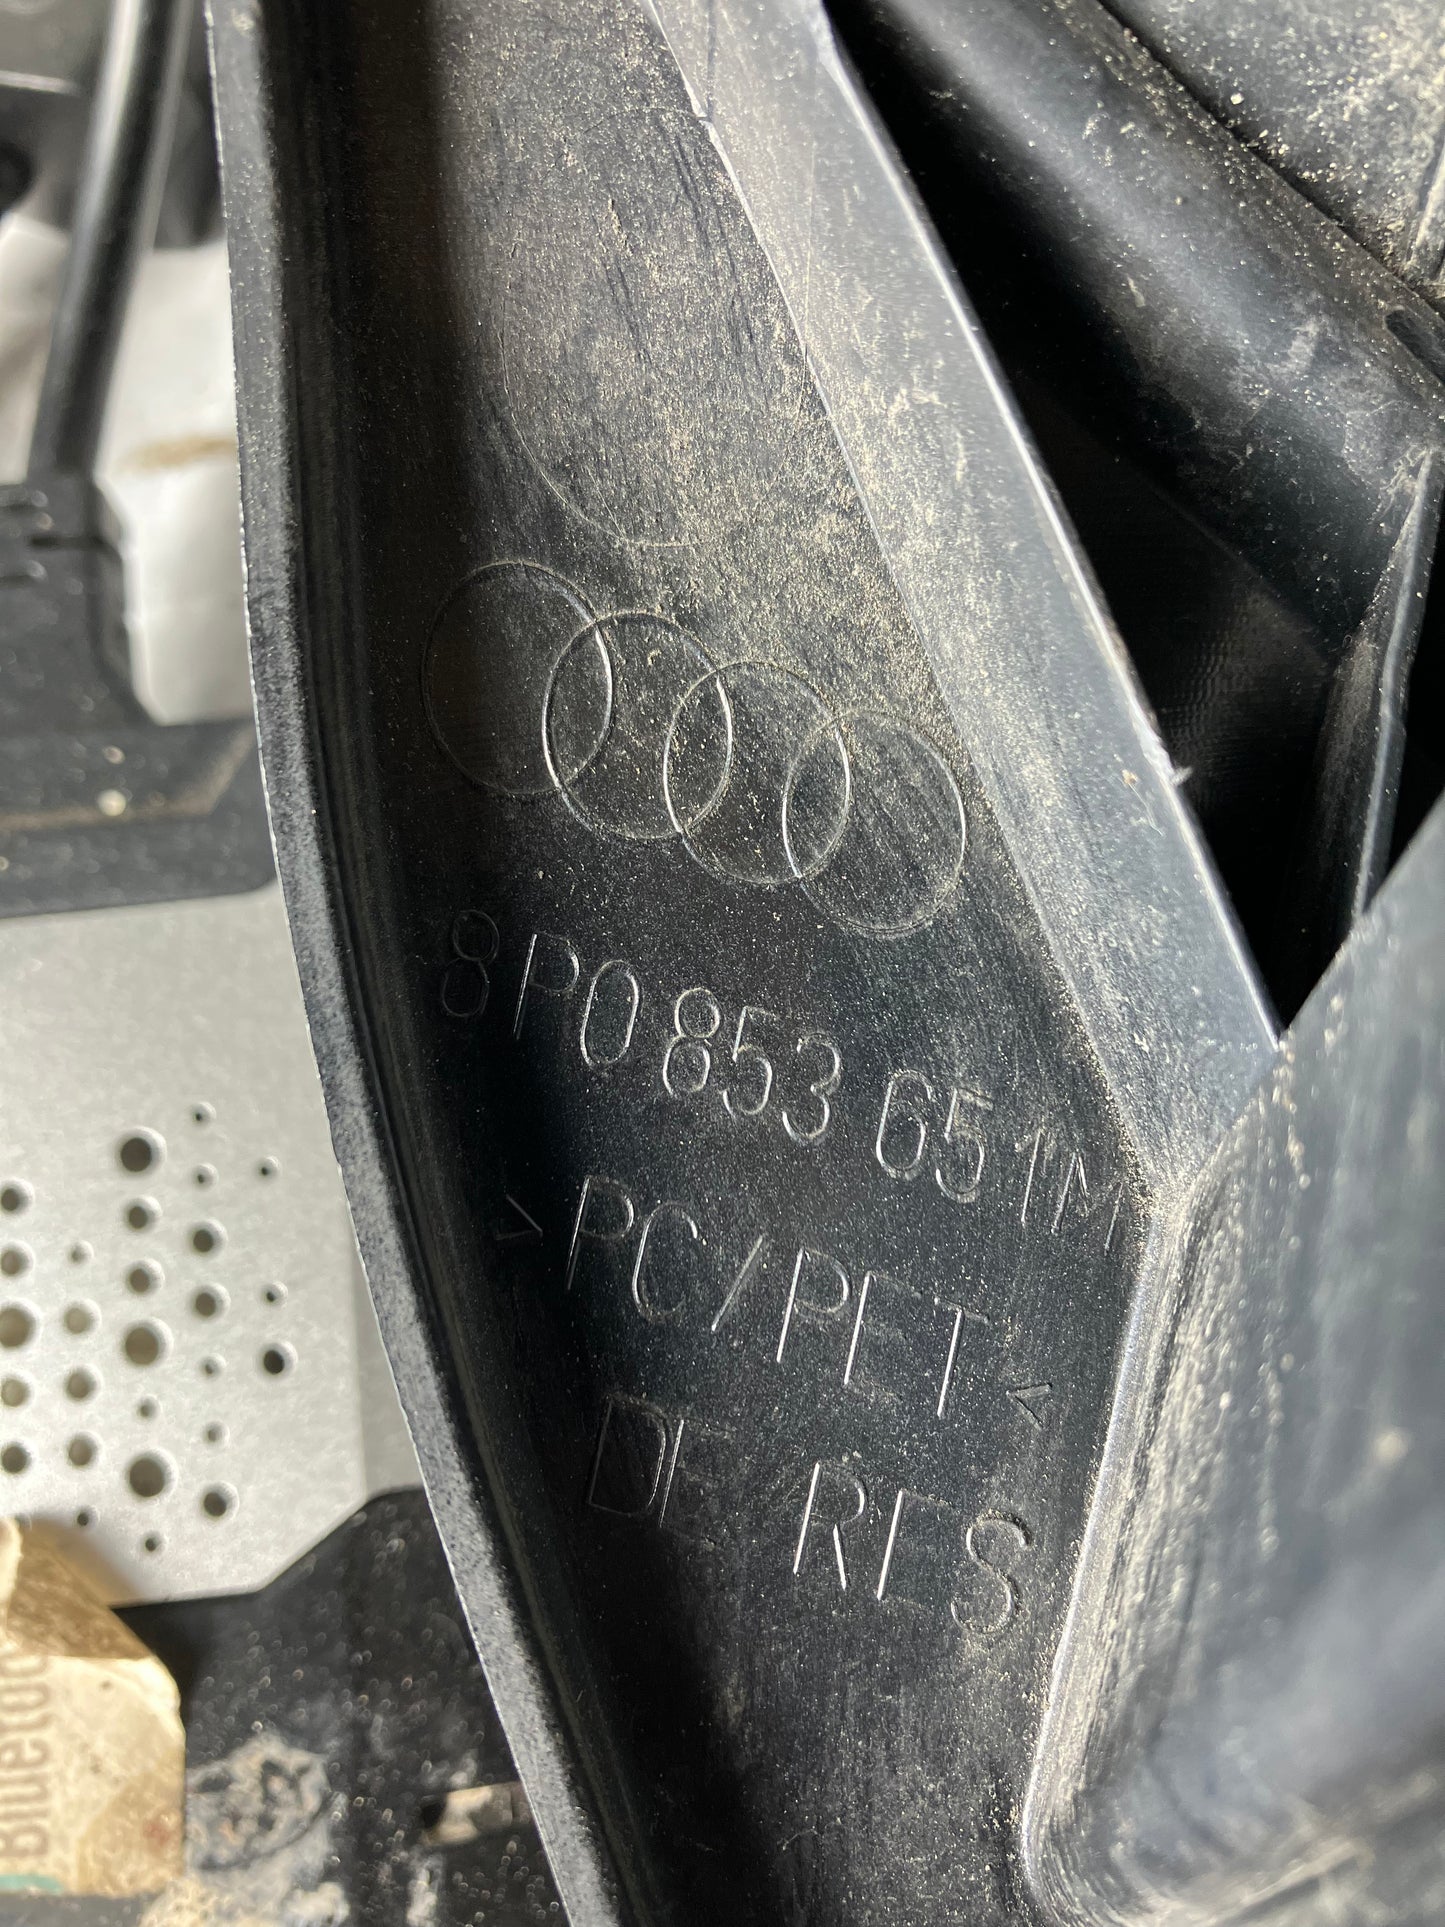 8P0 853 651M
>PC/PET<
DE RES